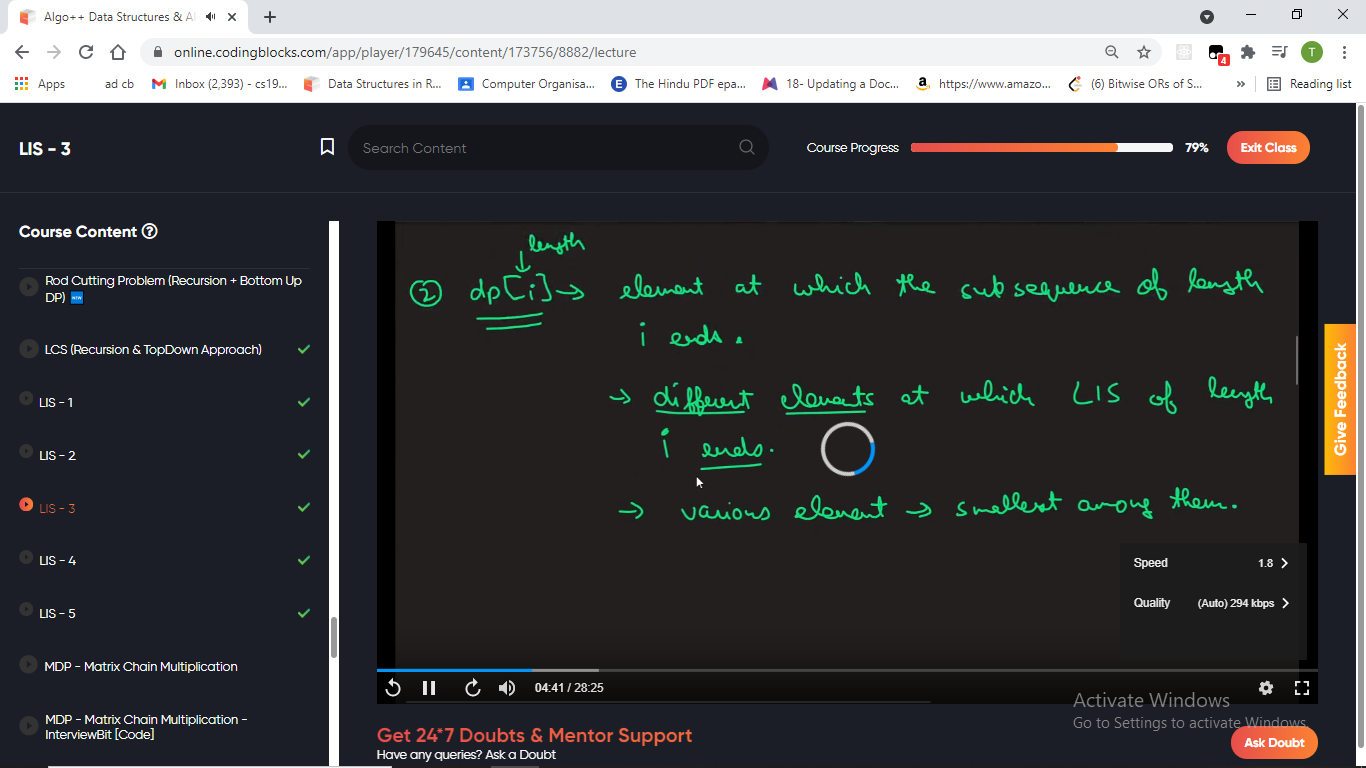 Algo++ Data Structures & A
online.codingblocks.com/app/player/179645/content/173756/8882/lecture
4
T
Apps
ad cb
Inbox (2,393) - cs19...
Data Structures in R...
Computer Organisa...
E The Hindu PDF epa...
18- Updating a Doc...
https://www.amazo...
(6) Bitwise ORs of S...
»
Reading list
LIS - 3
Search Content
Course Progress
79%
Exit Class
Course Content ?
Rod Cutting Problem (Recursion + Bottom Up
DP) NEW
LCS (Recursion & TopDown Approach)
LIS - 1
LIS - 2
LIS - 3
LIS - 4
LIS - 5
MDP - Matrix Chain Multiplication
MDP - Matrix Chain Multiplication -
InterviewBit [Code]
length
② dp[i] → element at which the subsequence of length
i ends.
→ different elements at which LIS of length
i ends.
→ various element → smallest among them.
Speed 1.8
Quality (Auto) 294 kbps
04:41 / 28:25
Give Feedback
Activate Windows
Go to Settings to activate Windows.
Get 24*7 Doubts & Mentor Support
Have any queries? Ask a Doubt
Ask Doubt